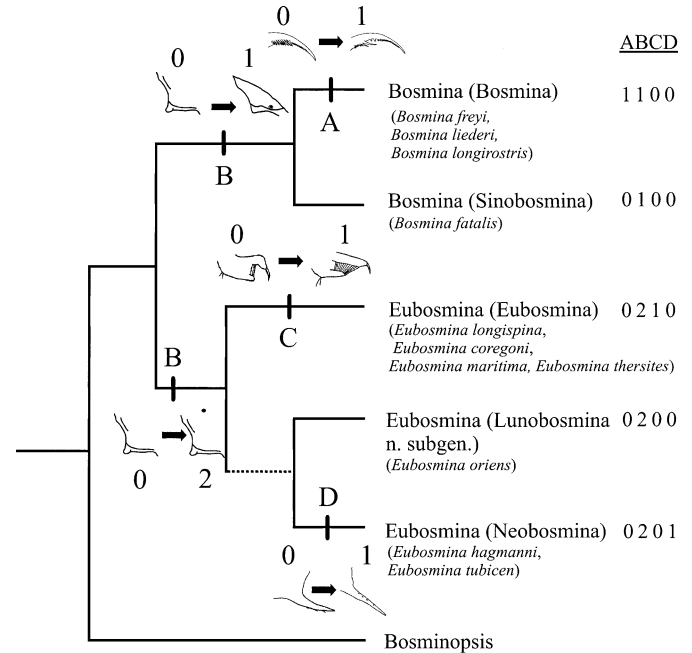 0 1
ABCD
0 1
Bosmina (Bosmina) 1 1 0 0
(Bosmina freyi,
Bosmina liederi,
Bosmina longirostris)
A
B
Bosmina (Sinobosmina) 0 1 0 0
(Bosmina fatalis)
0 1
Eubosmina (Eubosmina) 0 2 1 0
(Eubosmina longispina,
Eubosmina coregoni,
Eubosmina maritima, Eubosmina thersites)
C
B
Eubosmina (Lunobosmina 0 2 0 0
n. subgen.)
(Eubosmina oriens)
0 2
D
Eubosmina (Neobosmina) 0 2 0 1
(Eubosmina hagmanni,
Eubosmina tubicen)
0 1
Bosminopsis